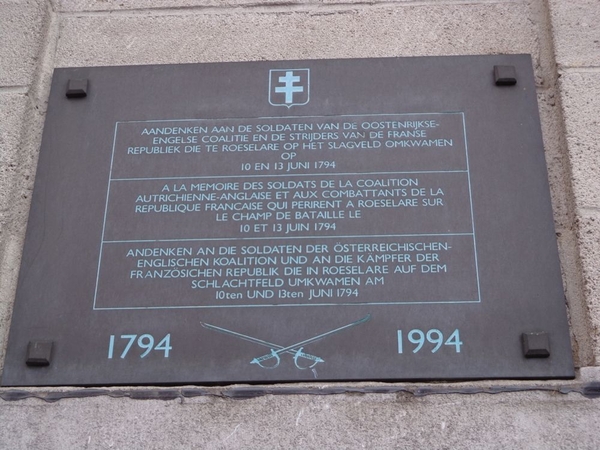 AANDENKEN AAN DE SOLDATEN VAN DE OOSTENRIJKSE-
ENGELSE COALITIE EN DE STRIJDERS VAN DE FRANSE
REPUBLIEK DIE TE ROESELARE OP HET SLAGVELD OMKWAMEN
OP
10 EN 13 JUNI 1794
A LA MEMOIRE DES SOLDATS DE LA COALITION
AUTRICHIENNE-ANGLAISE ET AUX COMBATTANTS DE LA
REPUBLIQUE FRANCAISE QUI PERIRENT A ROESELARE SUR
LE CHAMP DE BATAILLE LE
10 ET 13 JUIN 1794
ANDENKEN AN DIE SOLDATEN DER ÖSTERREICHISCHEN-
ENGLISCHEN KOALITION UND AN DIE KÄMPFER DER
FRANZÖSICHEN REPUBLIK DIE IN ROESELARE AUF DEM
SCHLACHTFELD UMKWAMEN AM
10ten UND 13ten JUNI 1794
1794 1994